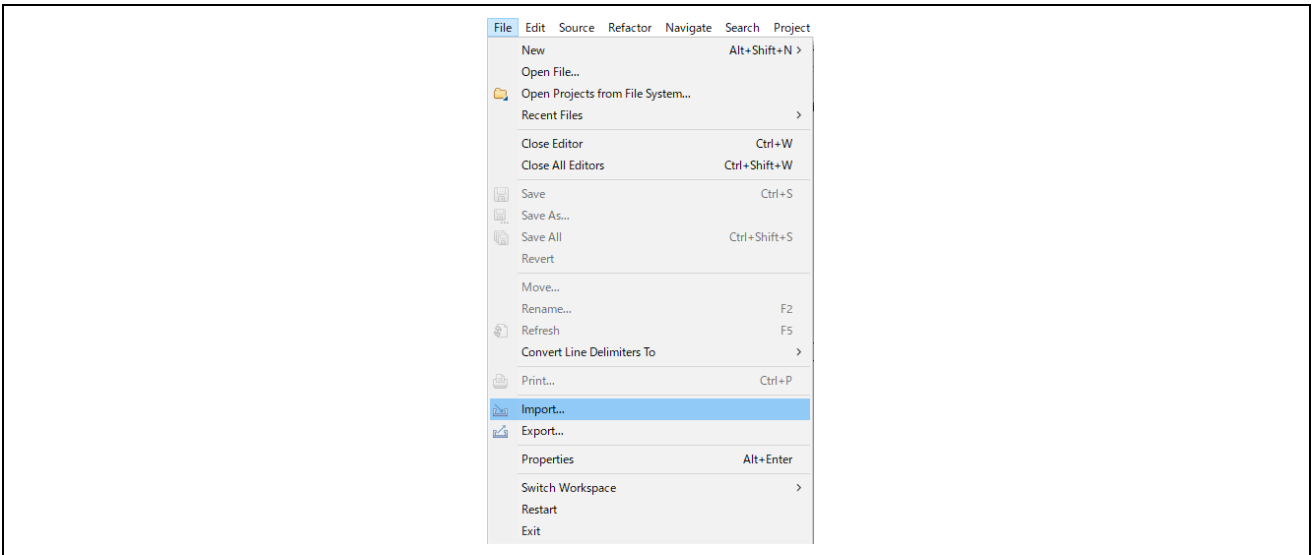 File Edit Source Refactor Navigate Search Project
New Alt+Shift+N >
Open File...
Open Projects from File System...
Recent Files >
Close Editor Ctrl+W
Close All Editors Ctrl+Shift+W
Save Ctrl+S
Save As...
Save All Ctrl+Shift+S
Revert
Move...
Rename... F2
Refresh F5
Convert Line Delimiters To >
Print... Ctrl+P
Import...
Export...
Properties Alt+Enter
Switch Workspace >
Restart
Exit